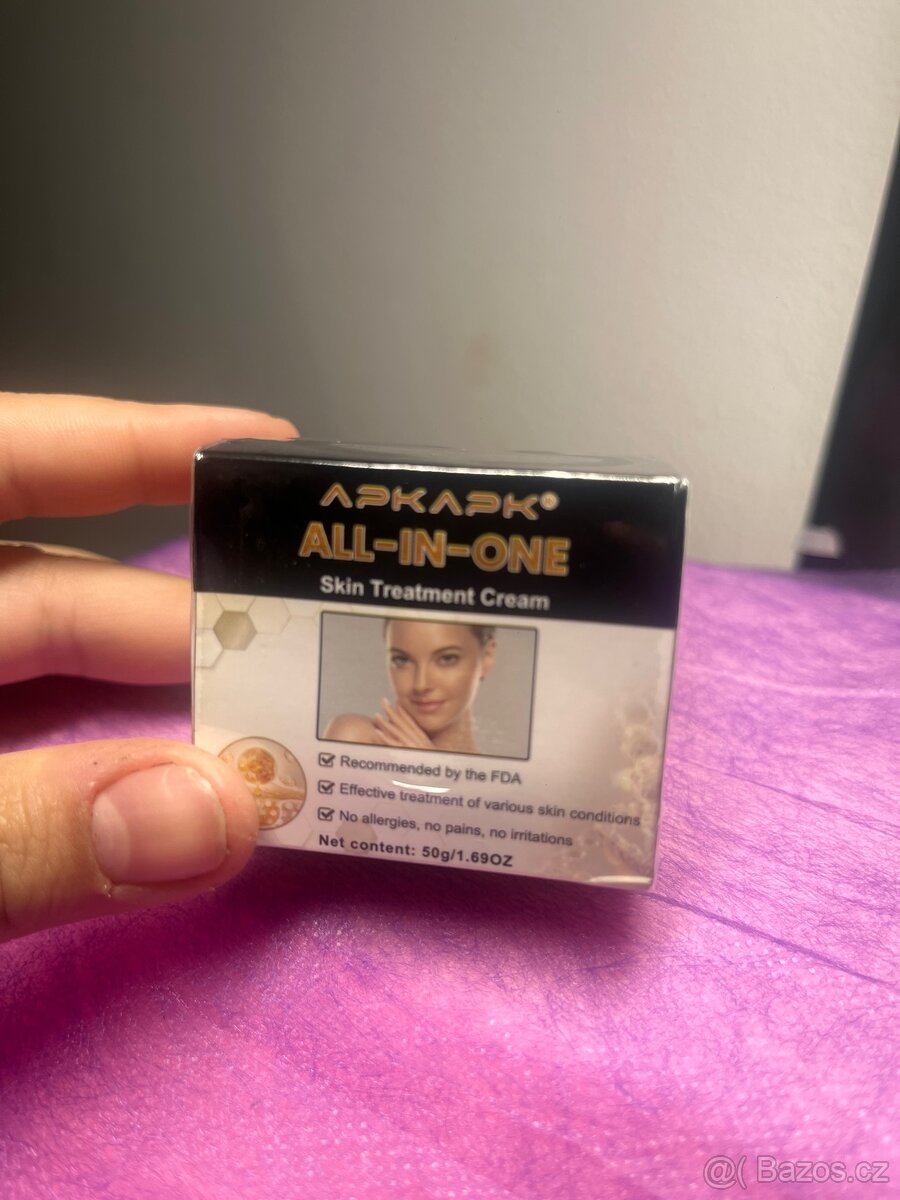 APKAPK®
ALL-IN-ONE
Skin Treatment Cream
☑ Recommended by the FDA
☑ Effective treatment of various skin conditions
☑ No allergies, no pains, no irritations
Net content: 50g/1.69OZ
@( Bazos.cz